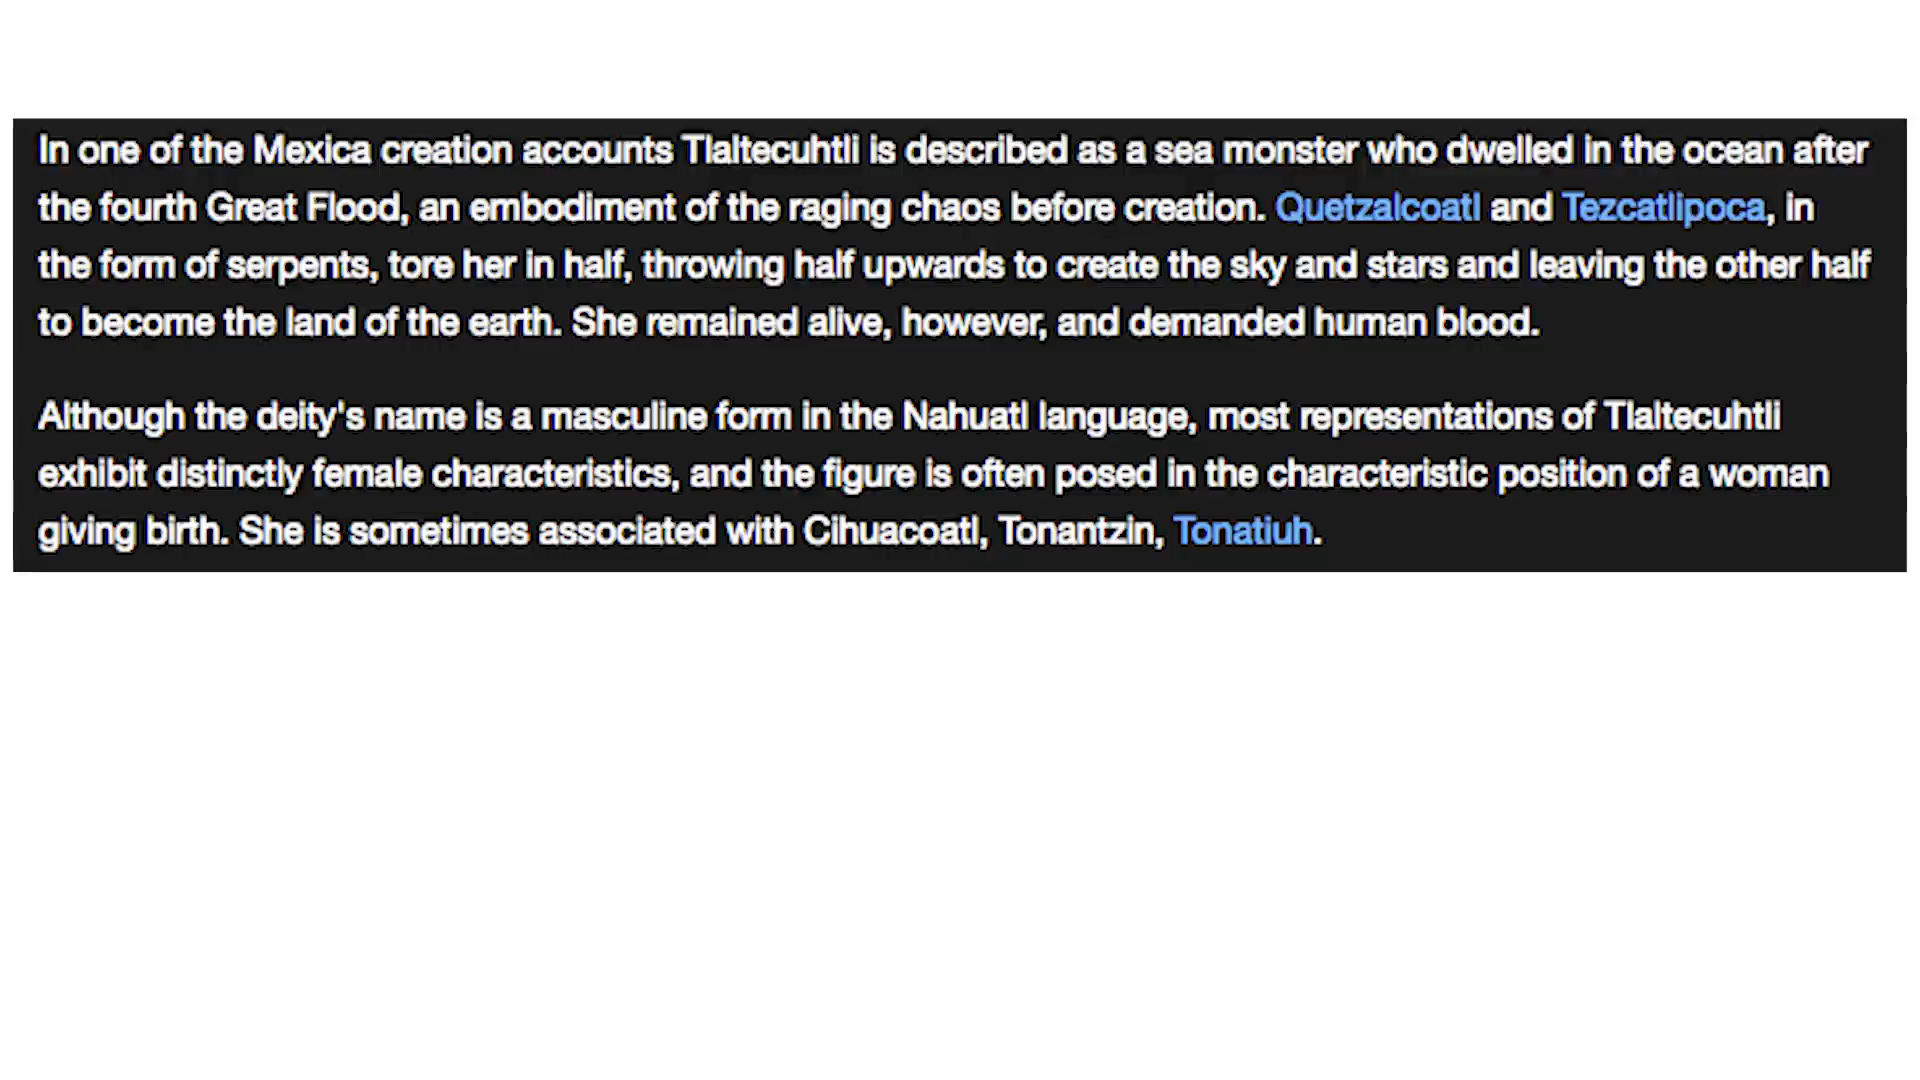 In one of the Mexica creation accounts Tlaltecuhtli is described as a sea monster who dwelled in the ocean after
the fourth Great Flood, an embodiment of the raging chaos before creation. Quetzalcoatl and Tezcatlipoca, in
the form of serpents, tore her in half, throwing half upwards to create the sky and stars and leaving the other half
to become the land of the earth. She remained alive, however, and demanded human blood.
Although the deity's name is a masculine form in the Nahuatl language, most representations of Tlaltecuhtli
exhibit distinctly female characteristics, and the figure is often posed in the characteristic position of a woman
giving birth. She is sometimes associated with Cihuacoatl, Tonantzin, Tonatiuh.